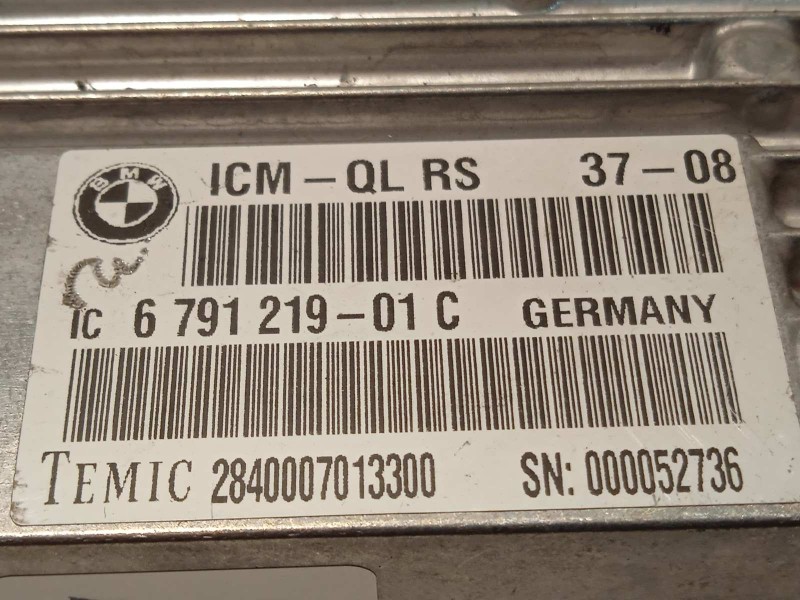 BMW
ICM-QL RS 37-08
IC 6 791 219-01 C GERMANY
TEMIC 2840007013300 SN: 000052736